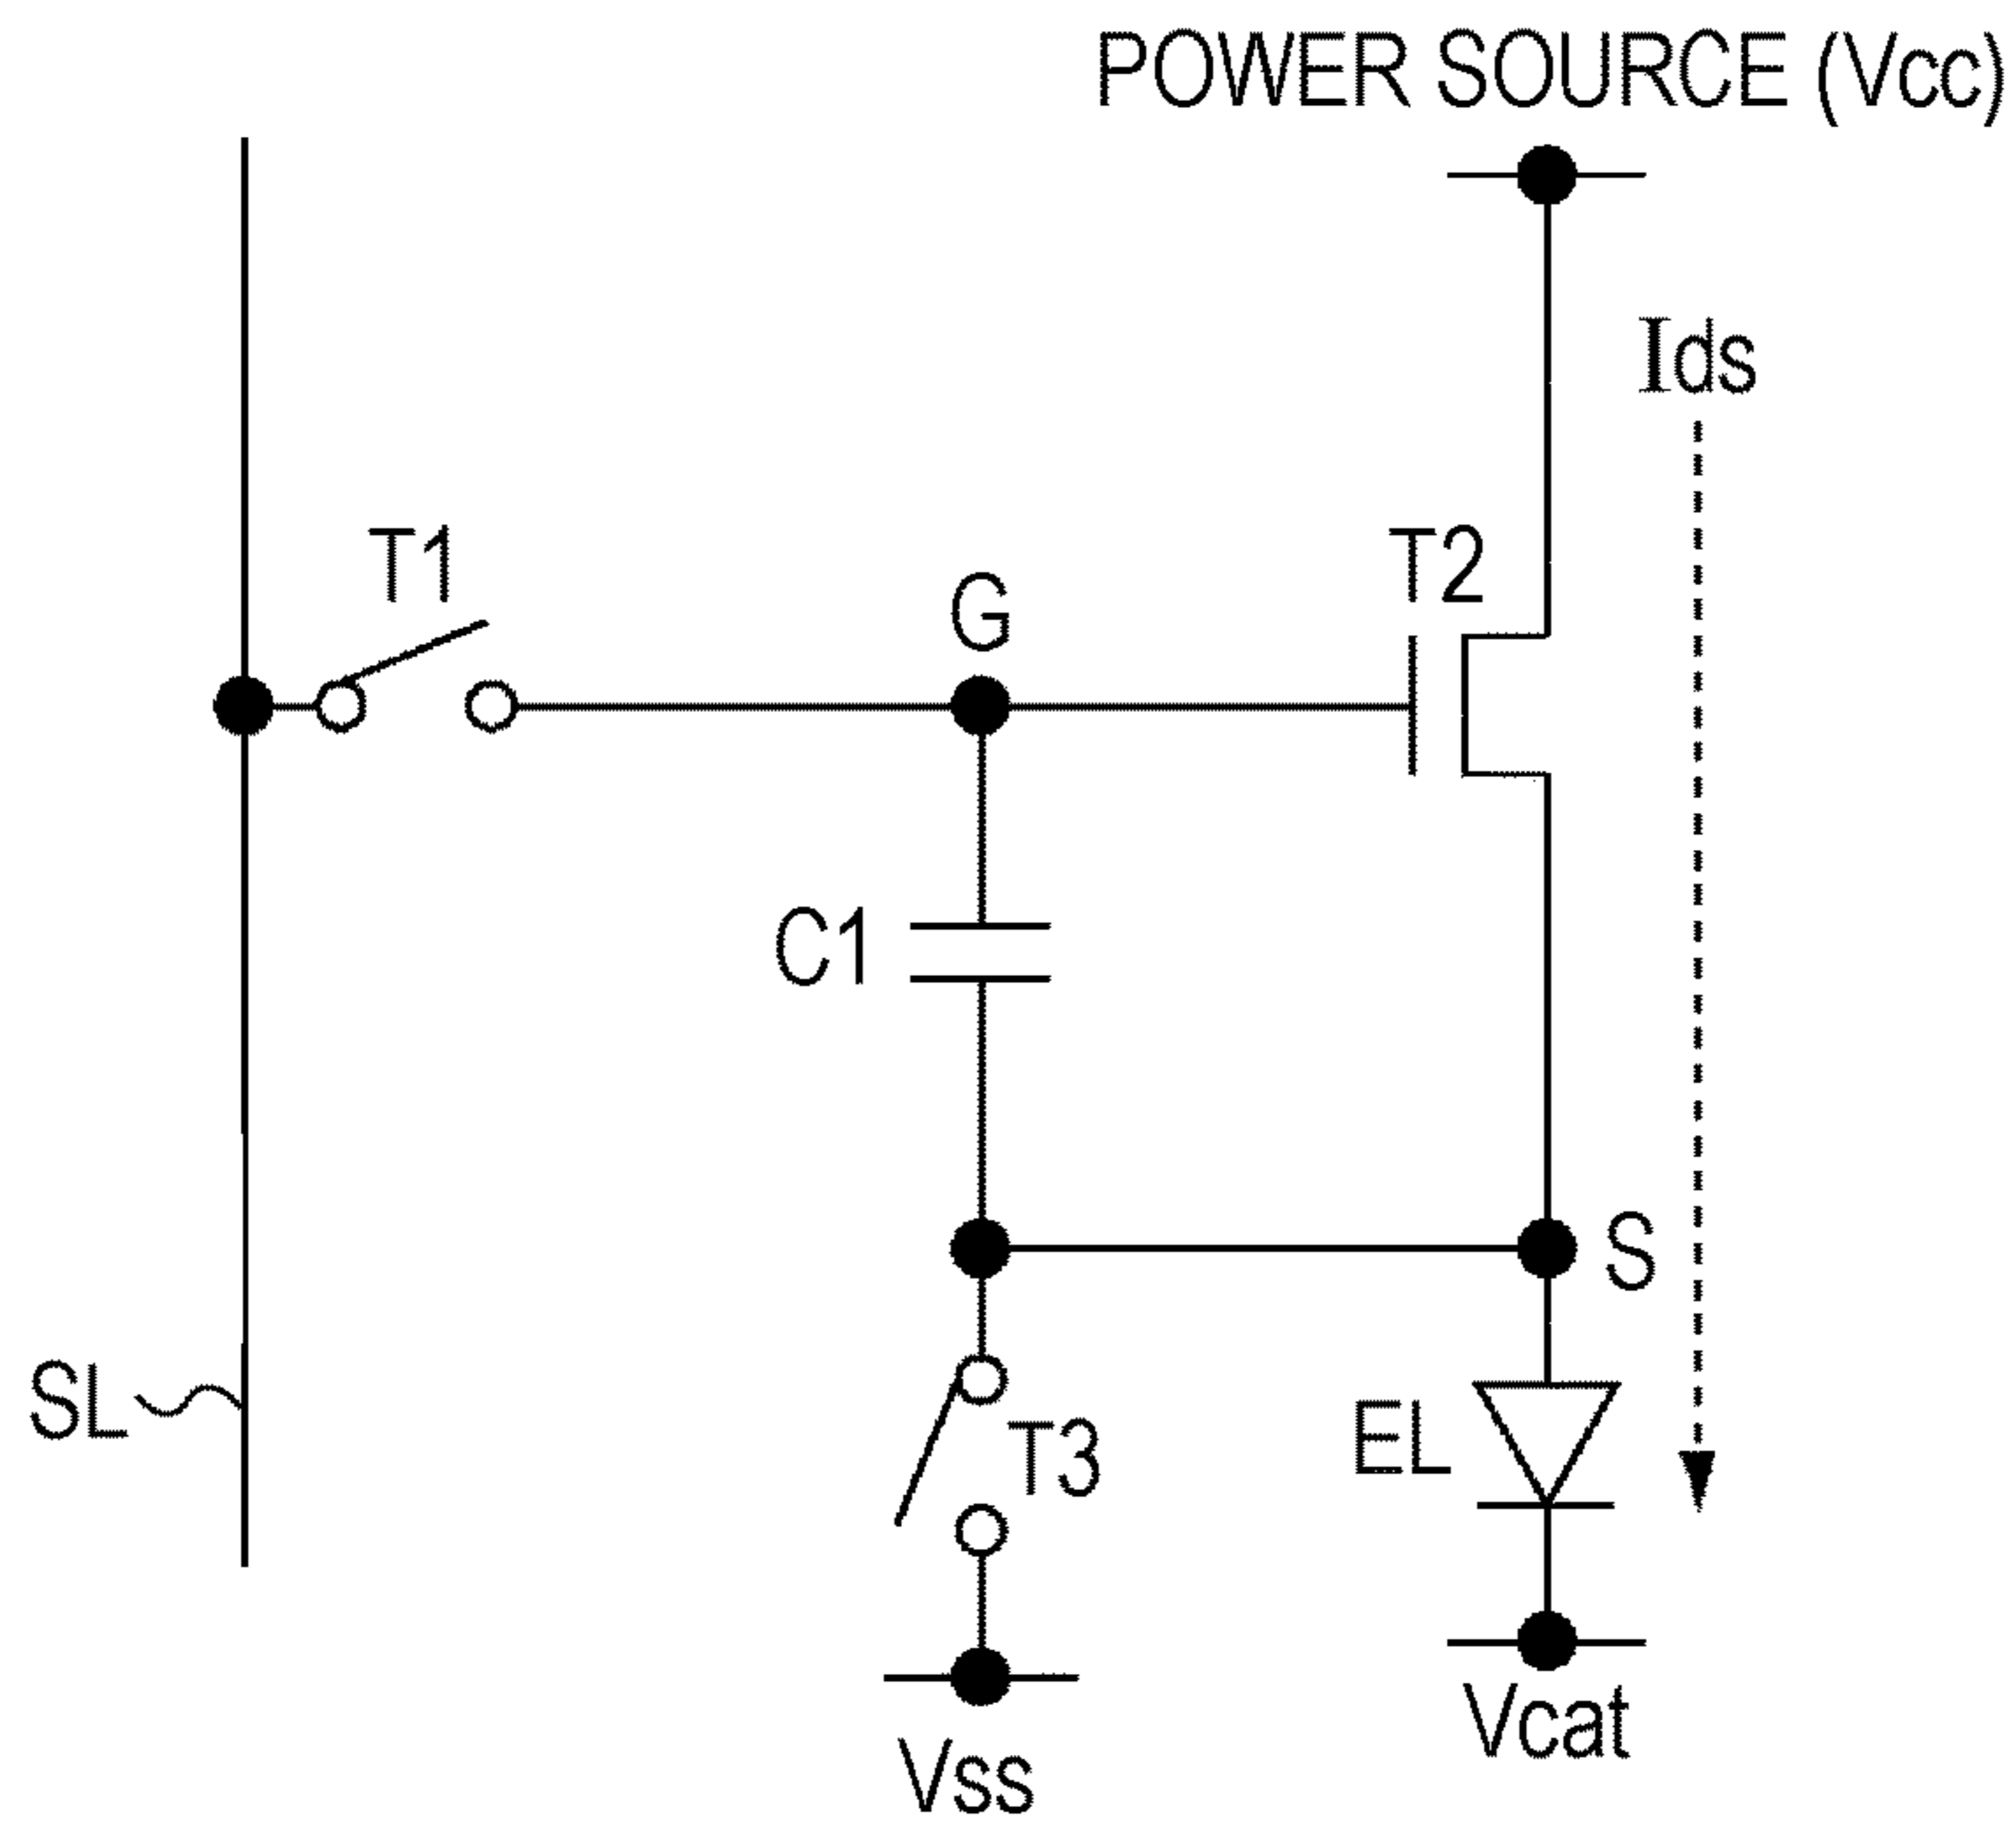 POWER SOURCE (Vcc)
Ids
T1
G
T2
C1
S
SL
T3
EL
Vss
Vcat